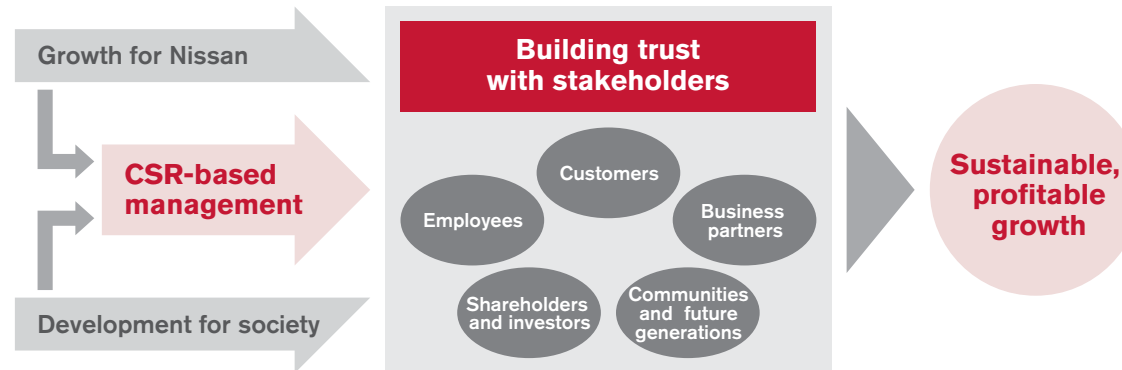 Growth for Nissan
CSR-based
management
Development for society
Building trust
with stakeholders
Customers
Employees
Business
partners
Shareholders
and investors
Communities
and future
generations
Sustainable,
profitable
growth